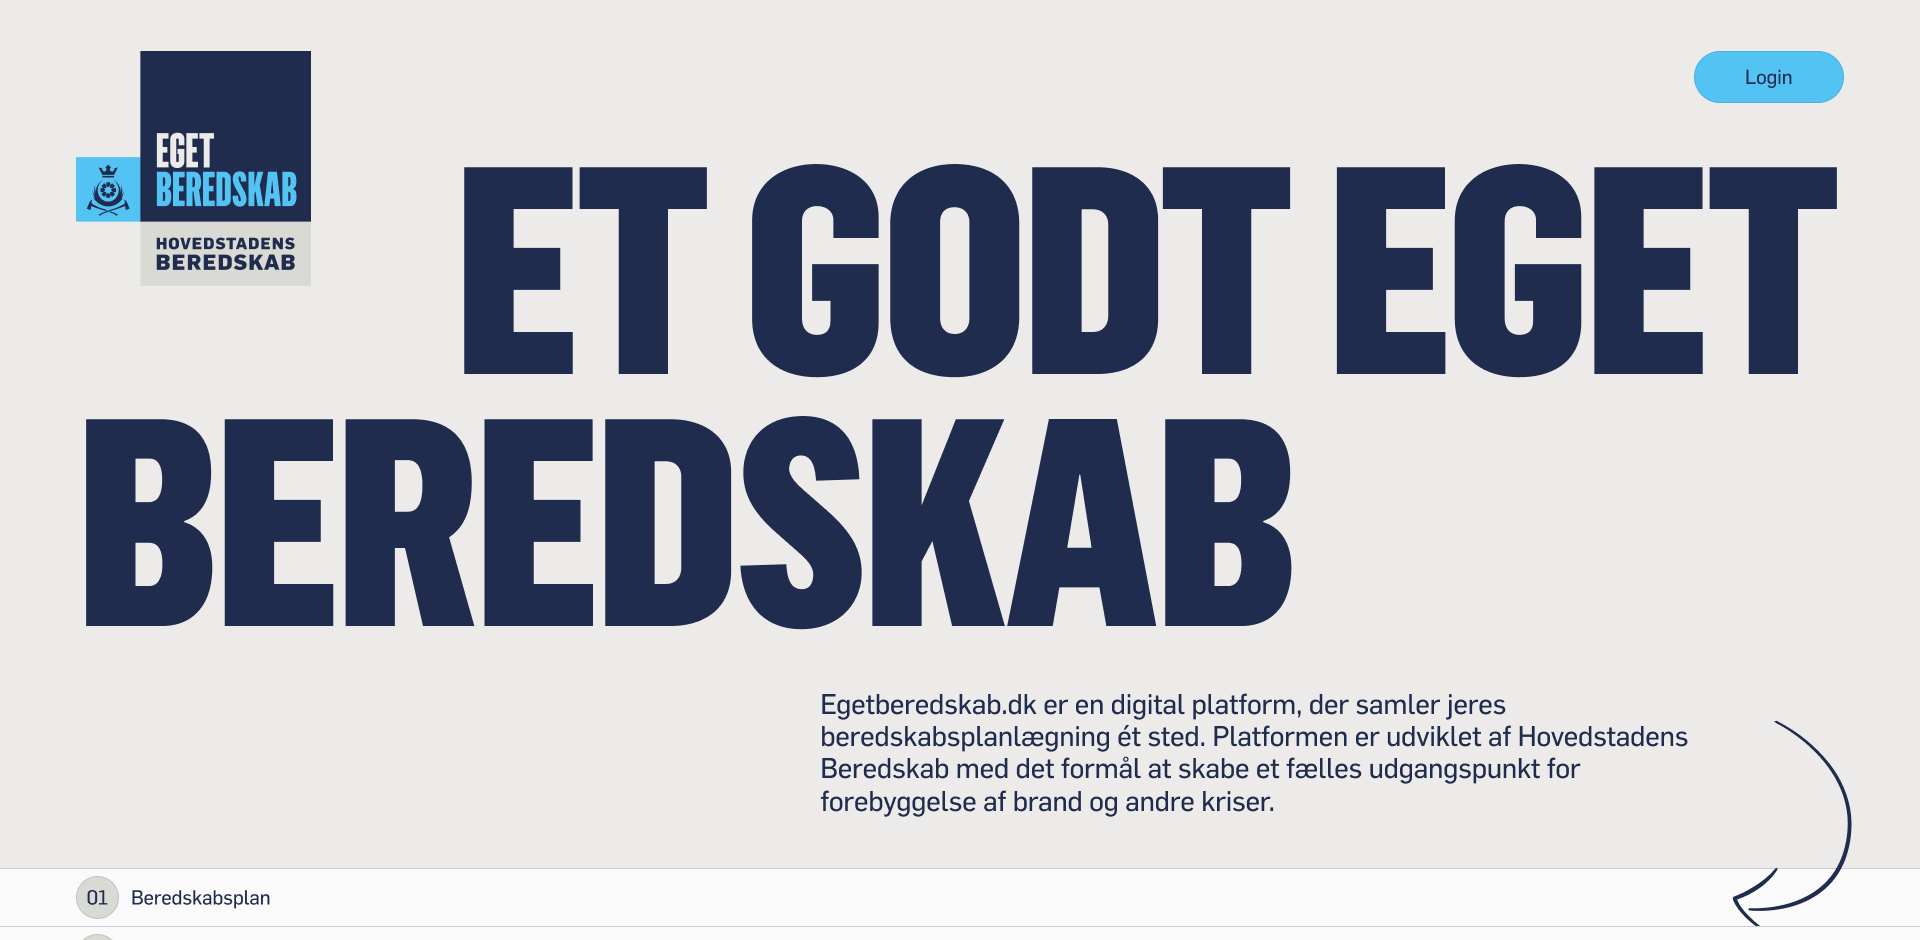 EGET
BEREDSKAB
HOVEDSTADENS
BEREDSKAB
Login
ET GODT EGET
BEREDSKAB
Egetberedskab.dk er en digital platform, der samler jeres
beredskabsplanlægning ét sted. Platformen er udviklet af Hovedstadens
Beredskab med det formål at skabe et fælles udgangspunkt for
forebyggelse af brand og andre kriser.
01 Beredskabsplan